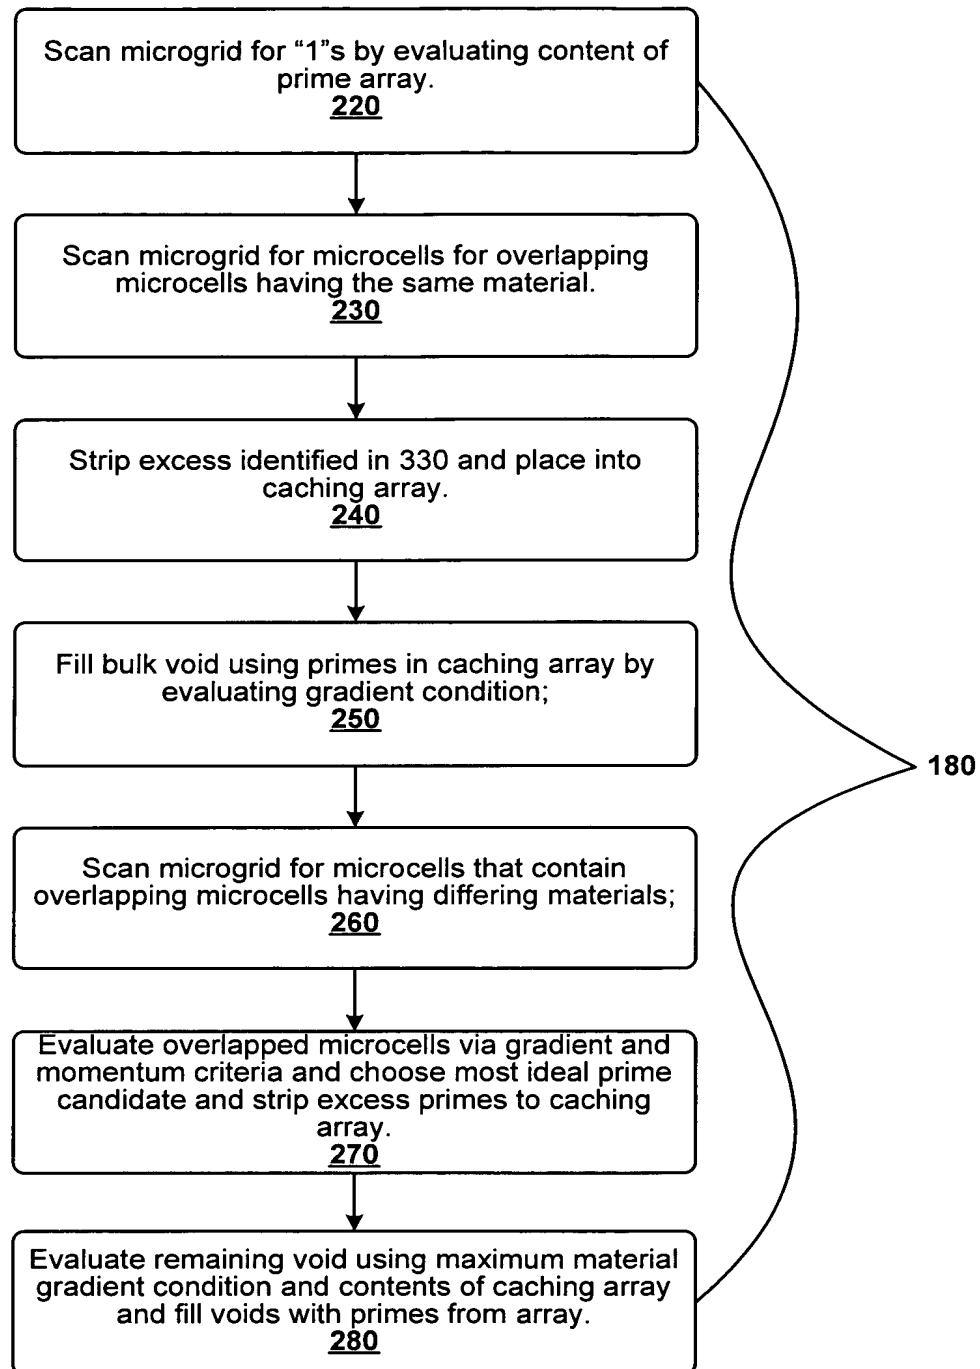 Scan microgrid for “1”s by evaluating content of
prime array.
220
Scan microgrid for microcells for overlapping
microcells having the same material.
230
Strip excess identified in 330 and place into
caching array.
240
Fill bulk void using primes in caching array by
evaluating gradient condition;
250
180
Scan microgrid for microcells that contain
overlapping microcells having differing materials;
260
Evaluate overlapped microcells via gradient and
momentum criteria and choose most ideal prime
candidate and strip excess primes to caching
array.
270
Evaluate remaining void using maximum material
gradient condition and contents of caching array
and fill voids with primes from array.
280